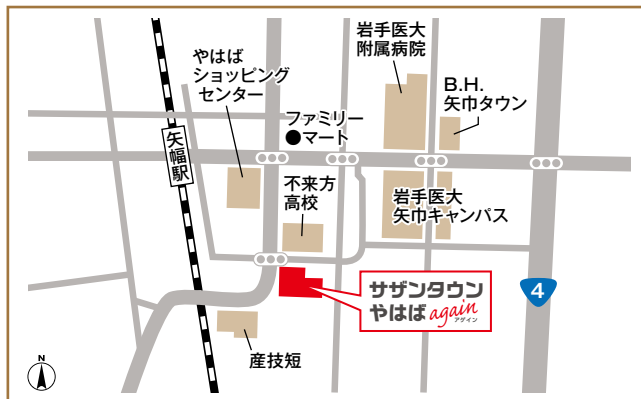 岩手医大
附属病院
やはば
ショッピング
センター
B.H.
矢巾タウン
ファミリー
マート
矢幅駅
不来方
高校
岩手医大
矢巾キャンパス
サザンタウン
やはば again
アゲイン
4
産技短
N